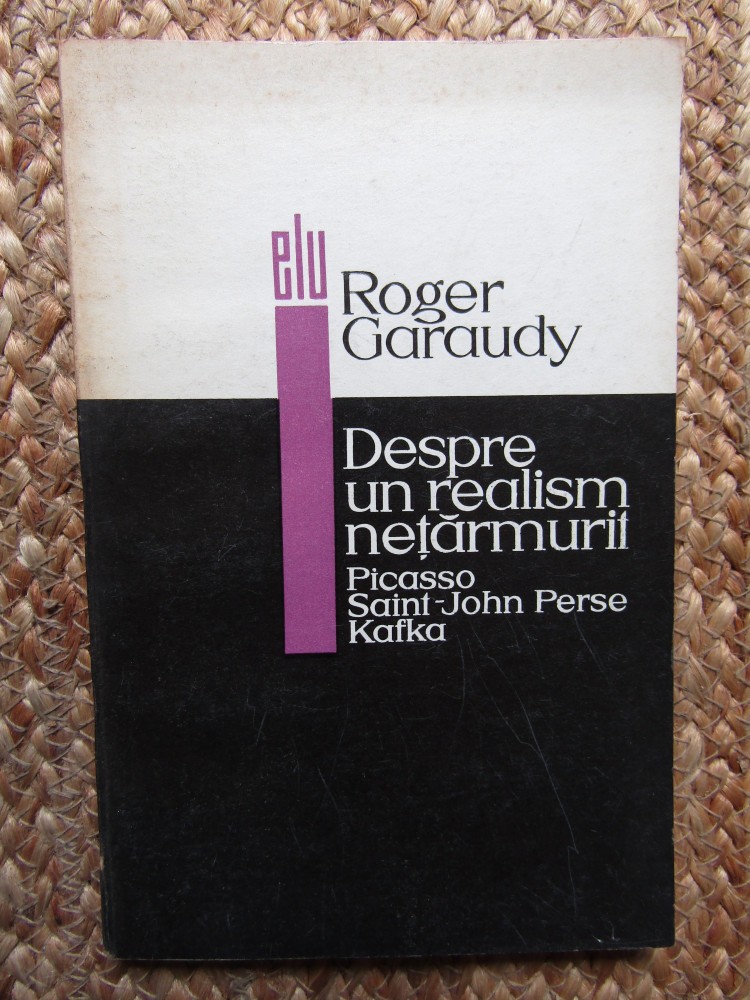 elu
Roger
Garaudy
Despre
un realism
nețărmurit
Picasso
Saint-John Perse
Kafka